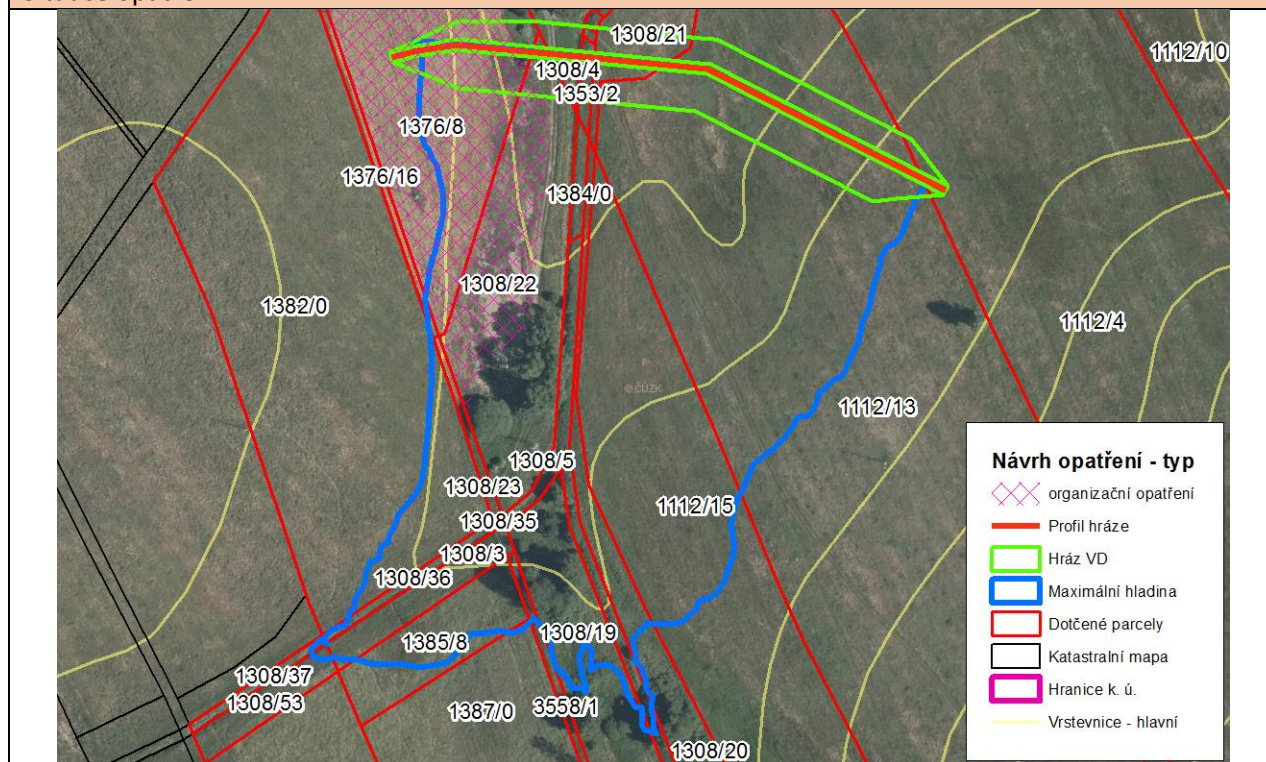 1308/21
1112/10
1308/4
1353/2
1376/8
1376/16
1384/0
1308/22
1382/0
1112/4
© ČÚZK
1112/13
1308/5
1308/23
1112/15
1308/35
1308/3
1308/36
1308/19
1385/8
1308/37
1308/53
1387/0
3558/1
1308/20
Návrh opatření - typ
organizační opatření
Profil hráze
Hráz VD
Maximální hladina
Dotčené parcely
Katastralní mapa
Hranice k. ú.
Vrstevnice - hlavní